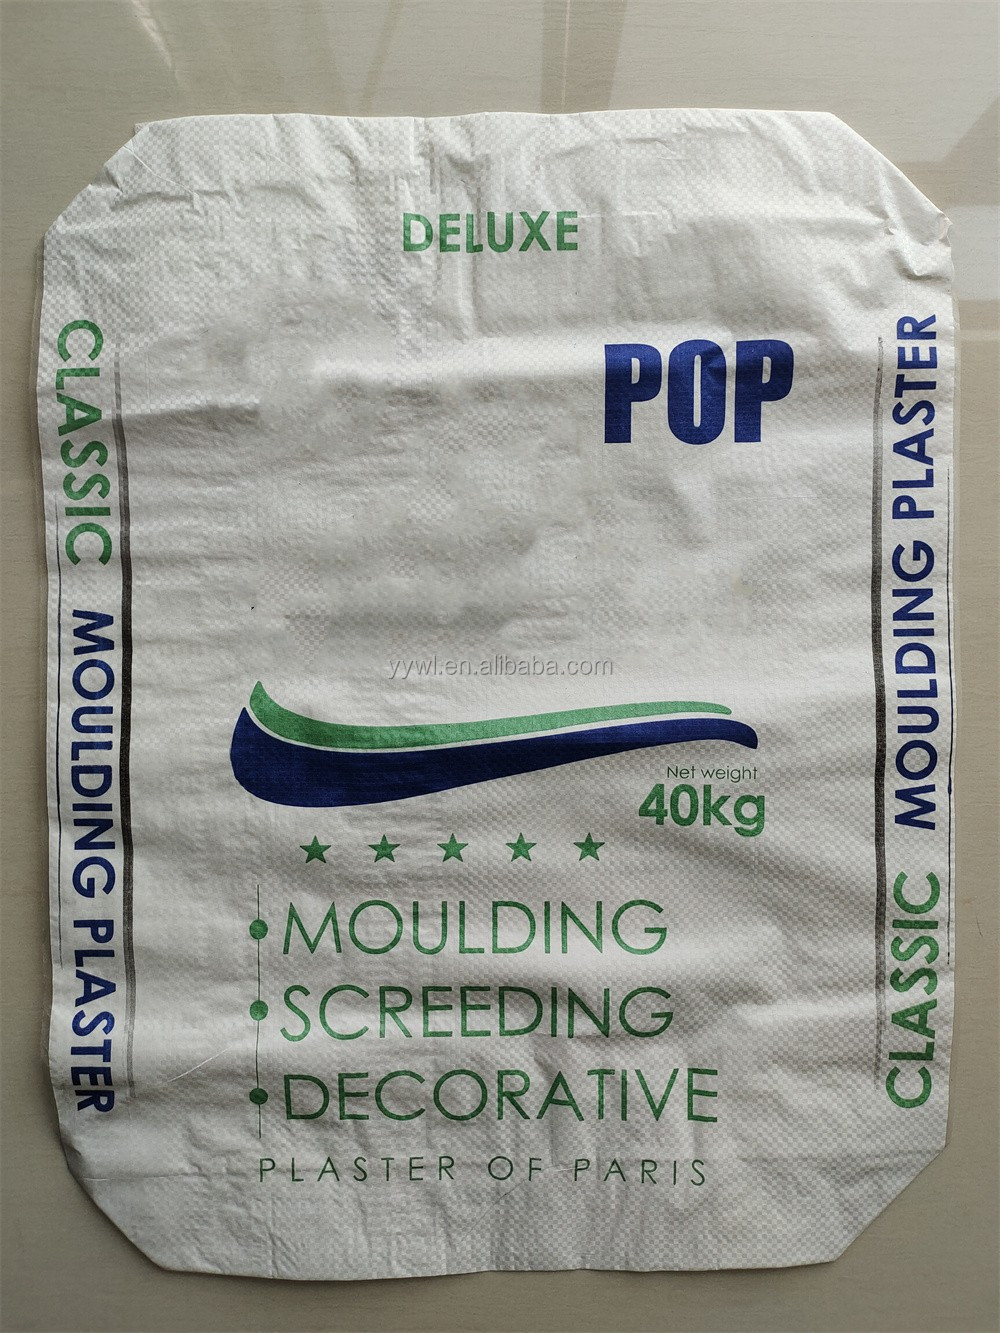 DELUXE
POP
CLASSIC MOULDING PLASTER
CLASSIC MOULDING PLASTER
yywl.en.alibaba.com
Net weight
40kg
MOULDING
SCREEDING
DECORATIVE
PLASTER OF PARIS